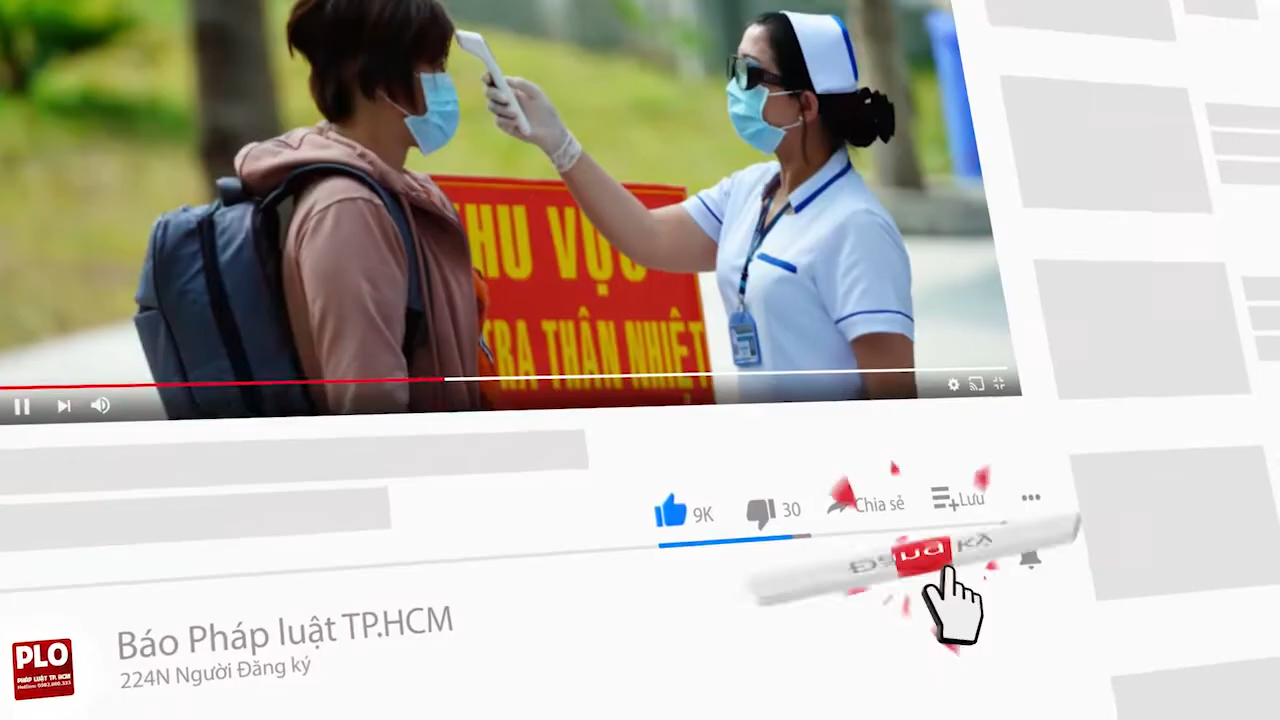 HU VỰC
TRA THÂN NHIỆT
9K
30
Chia sẻ
Lưu
Báo Pháp luật TP.HCM
224N Người Đăng ký
PLO
PHÁP LUẬT TP. HCM